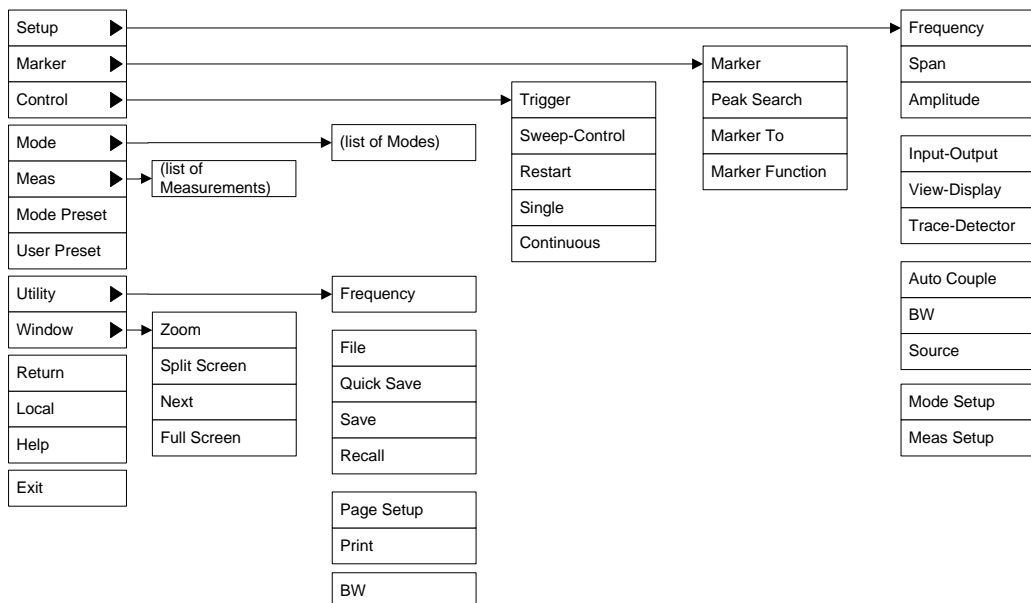 Setup
Marker
Control
Mode
Meas
Mode Preset
User Preset
Utility
Window
Return
Local
Help
Exit
(list of
Measurements)
Zoom
Split Screen
Next
Full Screen
(list of Modes)
Frequency
File
Quick Save
Save
Recall
Page Setup
Print
BW
Trigger
Sweep-Control
Restart
Single
Continuous
Marker
Peak Search
Marker To
Marker Function
Frequency
Span
Amplitude
Input-Output
View-Display
Trace-Detector
Auto Couple
BW
Source
Mode Setup
Meas Setup